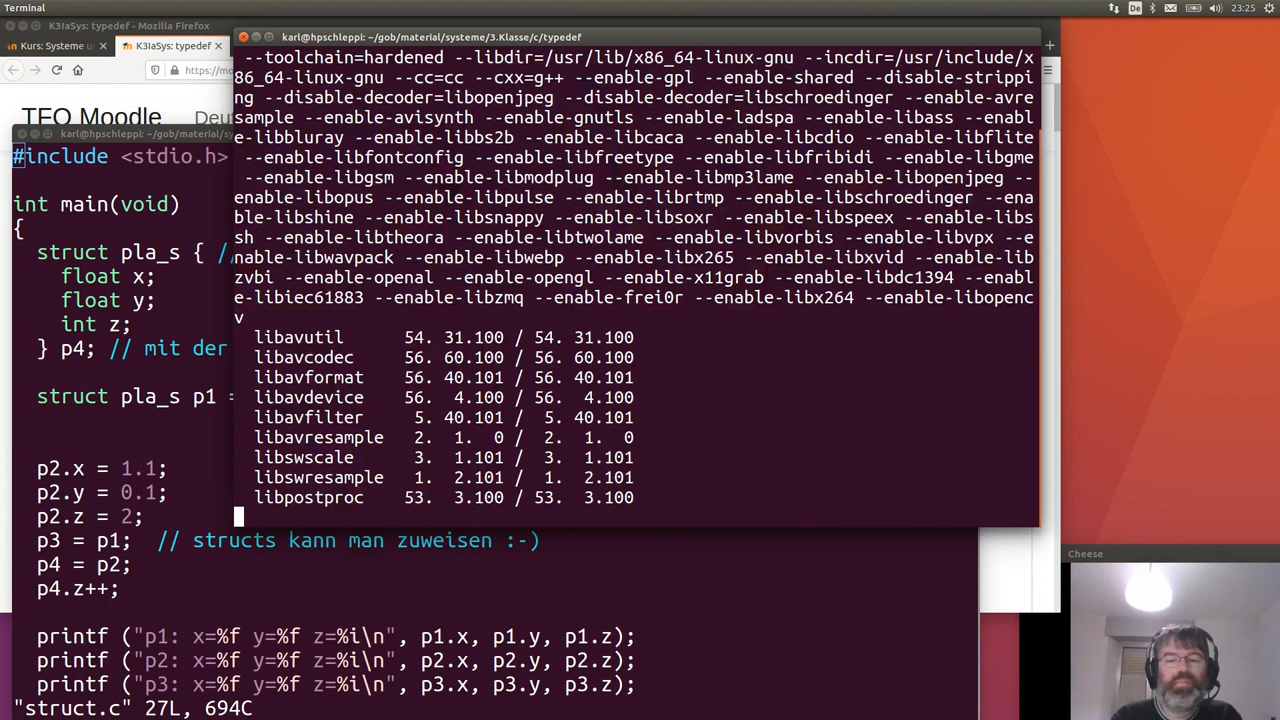 Terminal
De
23:25
K3IaSys: typedef - Mozilla Firefox
Kurs: Systeme un
K3IaSys: typedef
https://mo
TFO Moodle
Deu
karl@hpschleppi: ~/gob/material/sy
#include <stdio.h>
int main(void)
{
struct pla_s { //
float x;
float y;
int z;
} p4; // mit der
struct pla_s p1 =
p2.x = 1.1;
p2.y = 0.1;
p2.z = 2;
p3 = p1;  // structs kann man zuweisen :-)
p4 = p2;
p4.z++;
printf ("p1: x=%f y=%f z=%i\n", p1.x, p1.y, p1.z);
printf ("p2: x=%f y=%f z=%i\n", p2.x, p2.y, p2.z);
printf ("p3: x=%f y=%f z=%i\n", p3.x, p3.y, p3.z);
"struct.c" 27L, 694C
karl@hpschleppi: ~/gob/material/systeme/3.Klasse/c/typedef
--toolchain=hardened --libdir=/usr/lib/x86_64-linux-gnu --incdir=/usr/include/x
86_64-linux-gnu --cc=cc --cxx=g++ --enable-gpl --enable-shared --disable-strippi
ng --disable-decoder=libopenjpeg --disable-decoder=libschroedinger --enable-avre
sample --enable-avisynth --enable-gnutls --enable-ladspa --enable-libass --enabl
e-libbluray --enable-libbs2b --enable-libcaca --enable-libcdio --enable-libflite
--enable-libfontconfig --enable-libfreetype --enable-libfribidi --enable-libgme
--enable-libgsm --enable-libmodplug --enable-libmp3lame --enable-libopenjpeg --
enable-libopus --enable-libpulse --enable-librtmp --enable-libschroedinger --ena
ble-libshine --enable-libsnappy --enable-libsoxr --enable-libspeex --enable-libs
sh --enable-libtheora --enable-libtwolame --enable-libvorbis --enable-libvpx --e
nable-libwavpack --enable-libwebp --enable-libx265 --enable-libxvid --enable-lib
zvbi --enable-openal --enable-opengl --enable-x11grab --enable-libdc1394 --enabl
e-libiec61883 --enable-libzmq --enable-frei0r --enable-libx264 --enable-libopenc
v
libavutil      54. 31.100 / 54. 31.100
libavcodec     56. 60.100 / 56. 60.100
libavformat    56. 40.101 / 56. 40.101
libavdevice    56.  4.100 / 56.  4.100
libavfilter     5. 40.101 /  5. 40.101
libavresample   2.  1.  0 /  2.  1.  0
libswscale      3.  1.101 /  3.  1.101
libswresample   1.  2.101 /  1.  2.101
libpostproc    53.  3.100 / 53.  3.100
Cheese